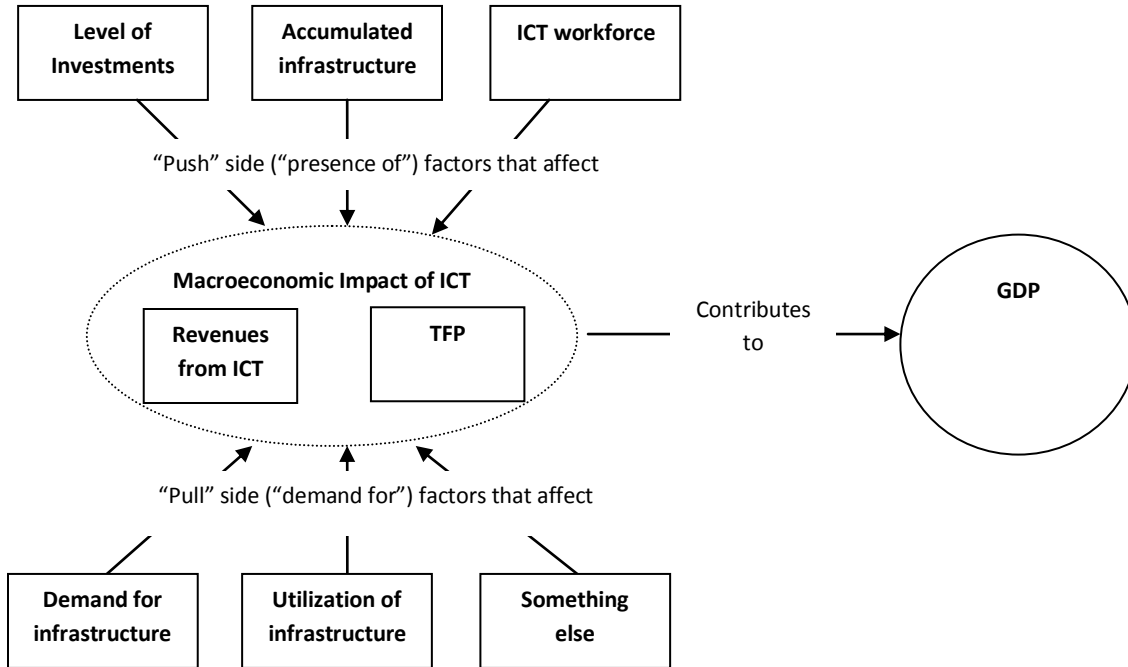 Level of
Investments
Accumulated
infrastructure
ICT workforce
“Push” side (“presence of”) factors that affect
Macroeconomic Impact of ICT
Revenues
from ICT
TFP
Contributes
to
GDP
“Pull” side (“demand for”) factors that affect
Demand for
infrastructure
Utilization of
infrastructure
Something
else